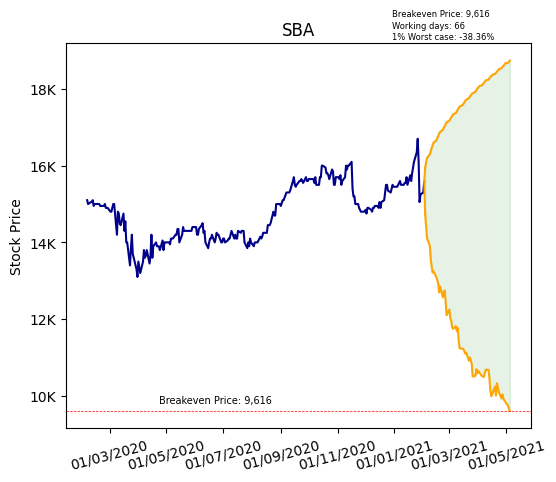 Breakeven Price: 9,616
Working days: 66
1% Worst case: -38.36%
SBA
Stock Price
18K
16K
14K
12K
10K
Breakeven Price: 9,616
01/03/2020
01/05/2020
01/07/2020
01/09/2020
01/11/2020
01/01/2021
01/03/2021
01/05/2021